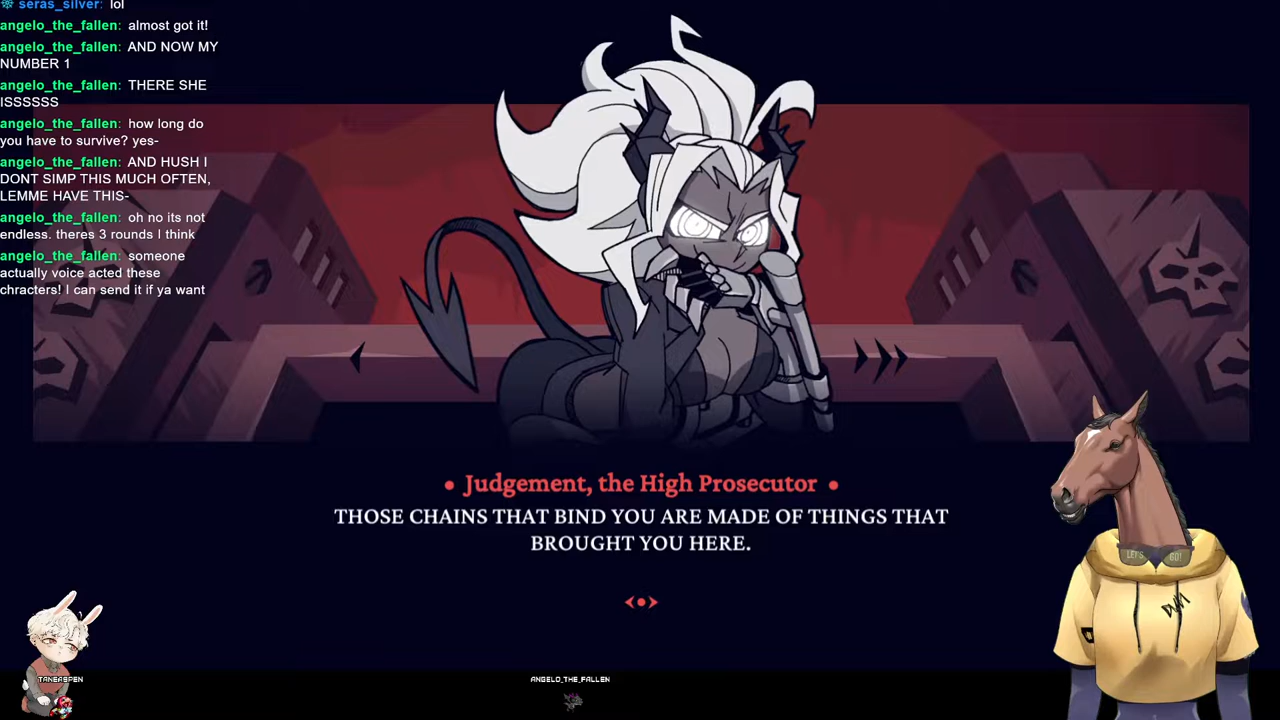 seras_silver: lol
angelo_the_fallen: almost got it!
angelo_the_fallen: AND NOW MY
NUMBER 1
angelo_the_fallen: THERE SHE
ISSSSSS
angelo_the_fallen: how long do
you have to survive? yes-
angelo_the_fallen: AND HUSH I
DONT SIMP THIS MUCH OFTEN,
LEMME HAVE THIS-
angelo_the_fallen: oh no its not
endless. theres 3 rounds I think
angelo_the_fallen: someone
actually voice acted these
chracters! I can send it if ya want
• Judgement, the High Prosecutor •
THOSE CHAINS THAT BIND YOU ARE MADE OF THINGS THAT
BROUGHT YOU HERE.
LET'S GO!
TANEASPEN
ANGELO_THE_FALLEN